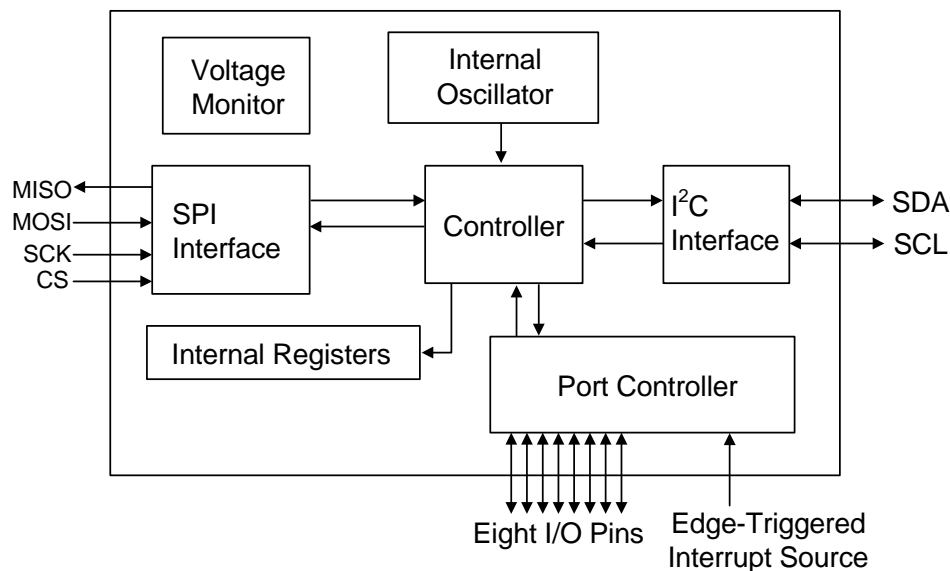 Voltage
Monitor
Internal
Oscillator
MISO
MOSI
SCK
CS
SPI
Interface
Controller
I²C
Interface
SDA
SCL
Internal Registers
Port Controller
Eight I/O Pins
Edge-Triggered
Interrupt Source